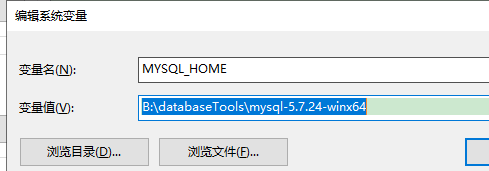 编辑系统变量
变量名(N):
MYSQL_HOME
变量值(V):
B:\databaseTools\mysql-5.7.24-winx64
浏览目录(D)...
浏览文件(F)...